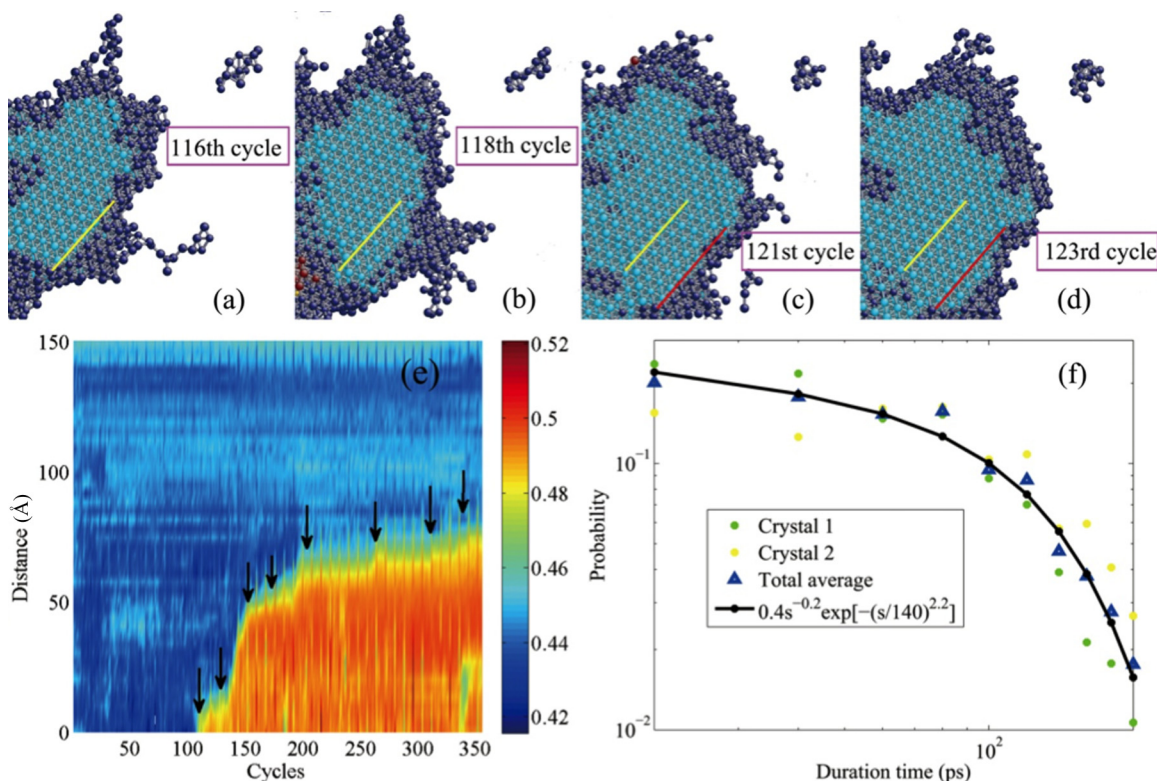 116th cycle
(a)
118th cycle
(b)
121st cycle
(c)
123rd cycle
(d)
(e)
150
100
50
0
Distance (Å)
50 100 150 200 250 300 350
Cycles
0.52
0.5
0.48
0.46
0.44
0.42
(f)
10⁻¹
10⁻²
Probability
Crystal 1
Crystal 2
Total average
0.4s⁻⁰·²exp[−(s/140)²·²]
10²
Duration time (ps)